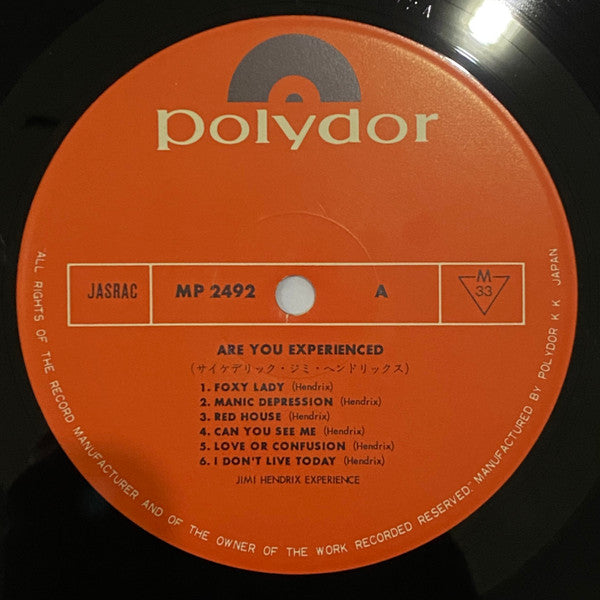 polydor
JASRAC
MP 2492
A
M
33
ARE YOU EXPERIENCED
(サイケデリック・ジミ・ヘンドリックス)
1. FOXY LADY (Hendrix)
2. MANIC DEPRESSION (Hendrix)
3. RED HOUSE (Hendrix)
4. CAN YOU SEE ME (Hendrix)
5. LOVE OR CONFUSION (Hendrix)
6. I DON'T LIVE TODAY (Hendrix)
JIMI HENDRIX EXPERIENCE
"ALL RIGHTS OF THE RECORD MANUFACTURER AND OF THE OWNER OF THE WORK RECORDED RESERVED." MANUFACTURED BY POLYDOR K K JAPAN